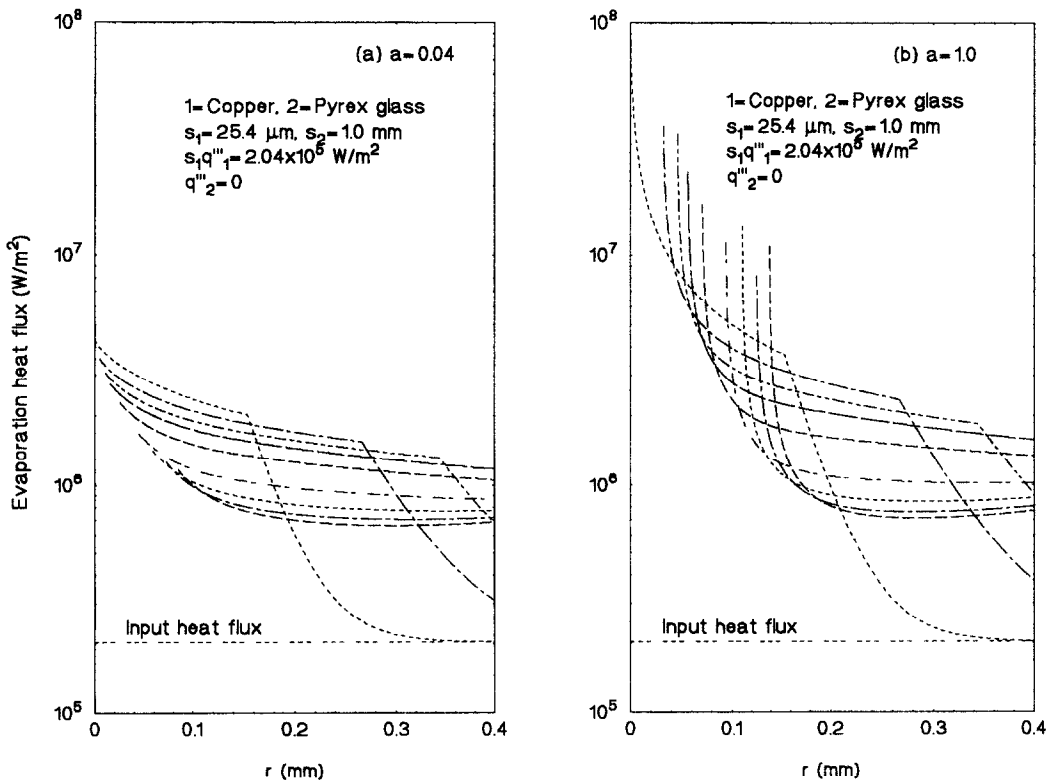 Evaporation heat flux (W/m²)
10⁸
10⁷
10⁶
10⁵
(a) a=0.04
1=Copper, 2=Pyrex glass
s₁=25.4 μm, s₂=1.0 mm
s₁q'''₁=2.04x10⁵ W/m²
q'''₂=0
Input heat flux
0 0.1 0.2 0.3 0.4
r (mm)
10⁸
10⁷
10⁶
10⁵
(b) a=1.0
1=Copper, 2=Pyrex glass
s₁=25.4 μm, s₂=1.0 mm
s₁q'''₁=2.04x10⁵ W/m²
q'''₂=0
Input heat flux
0 0.1 0.2 0.3 0.4
r (mm)